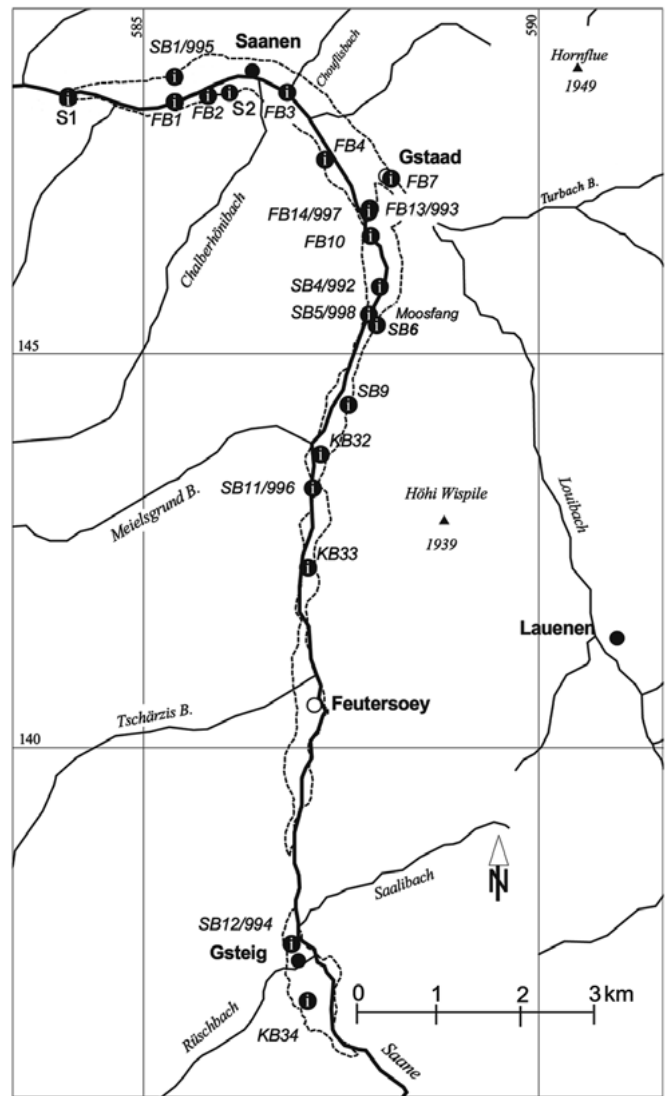 585
590
SB1/995
Saanen
Chouflisbach
Hornflue
1949
S1
FB1
FB2
S2
FB3
FB4
Gstaad
FB7
Turbach B.
FB14/997
FB13/993
FB10
Chalberhönibach
SB4/992
SB5/998
Moosfang
SB6
145
SB9
KB32
Meielsgrund B.
SB11/996
Höhi Wispile
1939
Louibach
KB33
Lauenen
Tschärzis B.
Feutersoey
140
N
Saalibach
SB12/994
Gsteig
0 1 2 3 km
Rüschbach
KB34
Saane